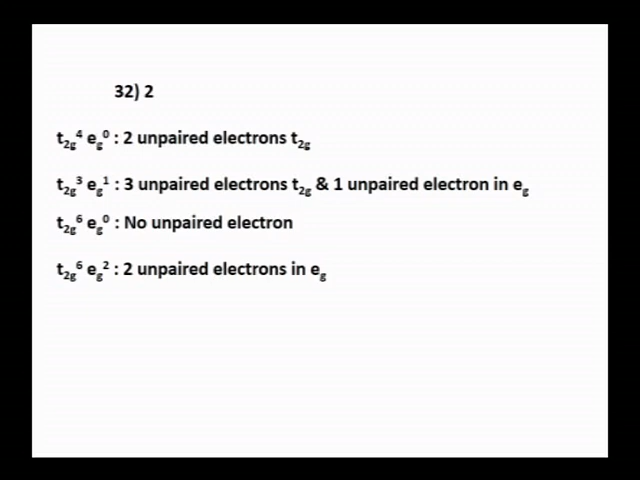 32) 2
t₂g⁴ eg⁰ : 2 unpaired electrons t₂g
t₂g³ eg¹ : 3 unpaired electrons t₂g & 1 unpaired electron in eg
t₂g⁶ eg⁰ : No unpaired electron
t₂g⁶ eg² : 2 unpaired electrons in eg